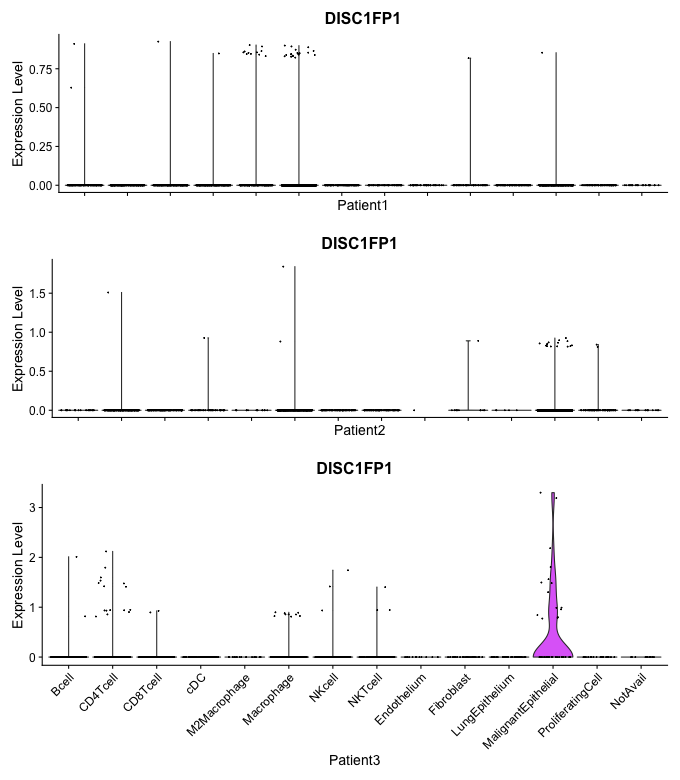 DISC1FP1
Expression Level
0.75
0.50
0.25
0.00
Patient1
DISC1FP1
Expression Level
1.5
1.0
0.5
0.0
Patient2
DISC1FP1
Expression Level
3
2
1
0
Bcell
CD4Tcell
CD8Tcell
cDC
M2Macrophage
Macrophage
NKcell
NKTcell
Endothelium
Fibroblast
LungEpithelium
MalignantEpithelial
ProliferatingCell
NotAvail
Patient3